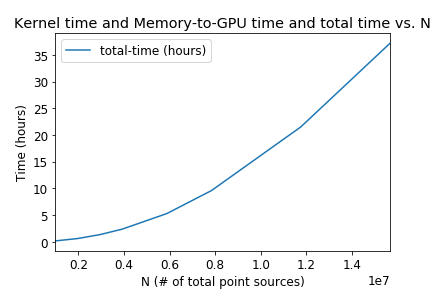 Kernel time and Memory-to-GPU time and total time vs. N
total-time (hours)
Time (hours)
35
30
25
20
15
10
5
0
0.2 0.4 0.6 0.8 1.0 1.2 1.4
1e7
N (# of total point sources)